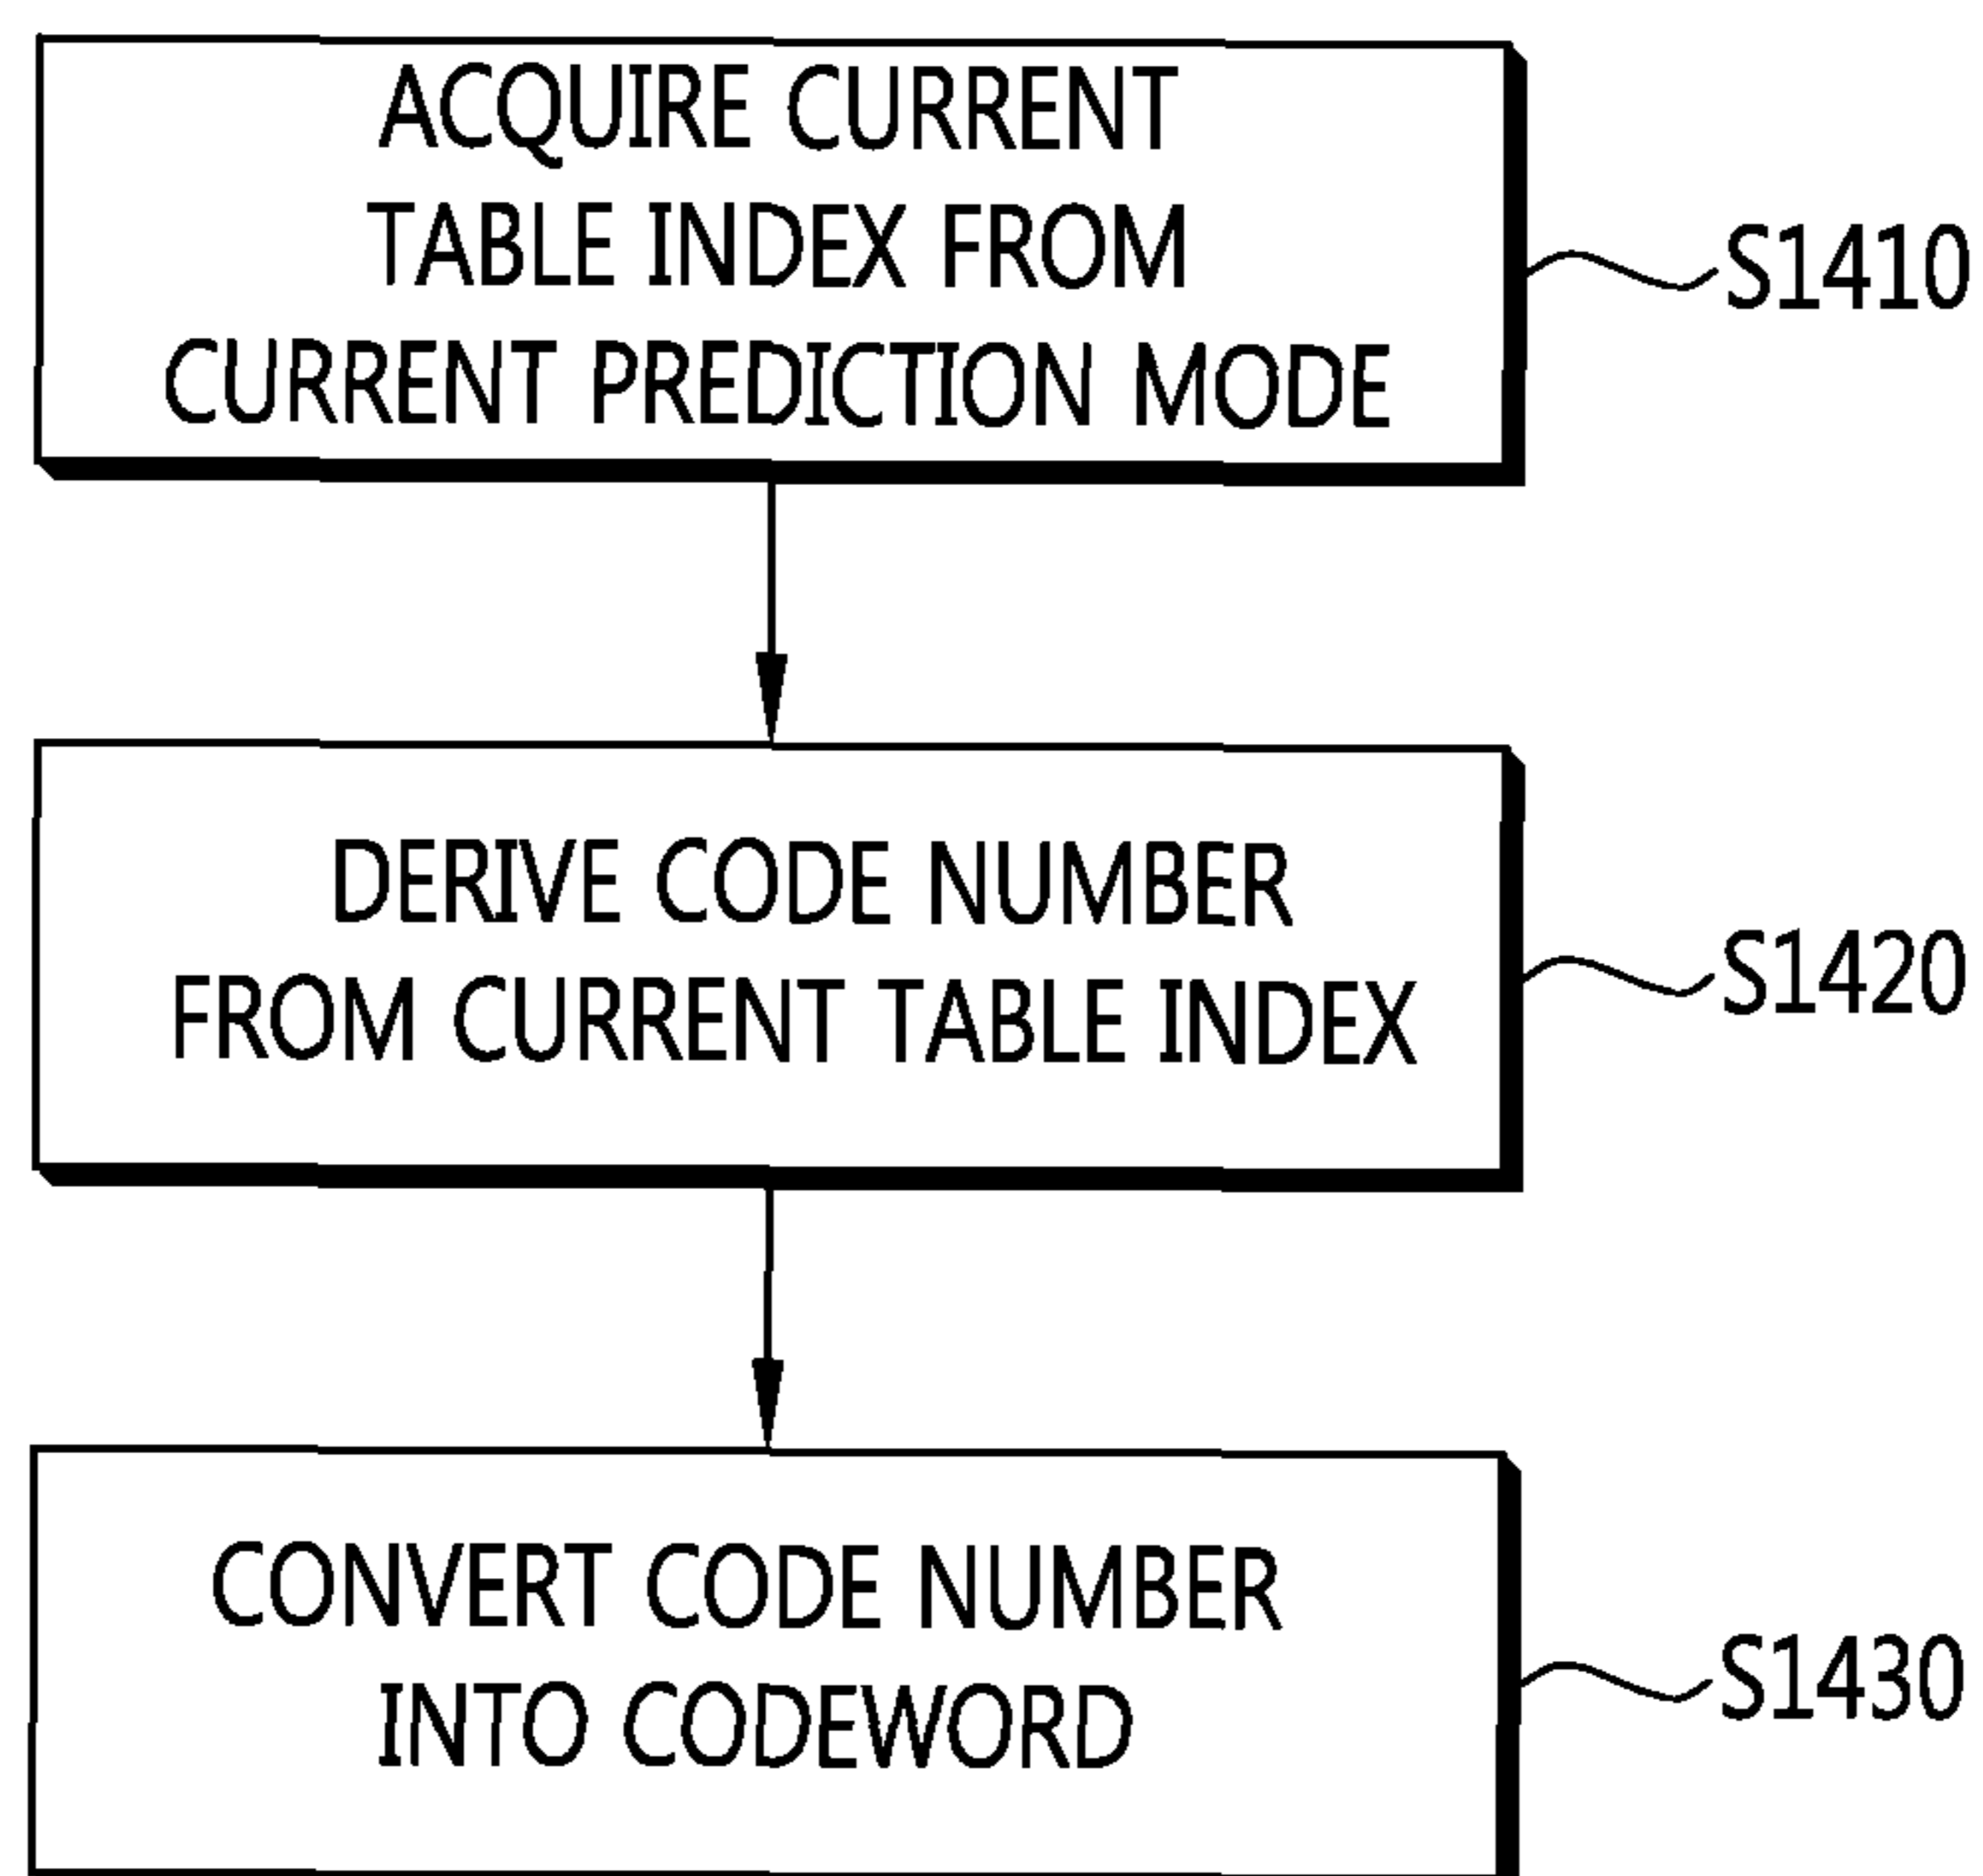 ACQUIRE CURRENT
TABLE INDEX FROM
CURRENT PREDICTION MODE
S1410
DERIVE CODE NUMBER
FROM CURRENT TABLE INDEX
S1420
CONVERT CODE NUMBER
INTO CODEWORD
S1430